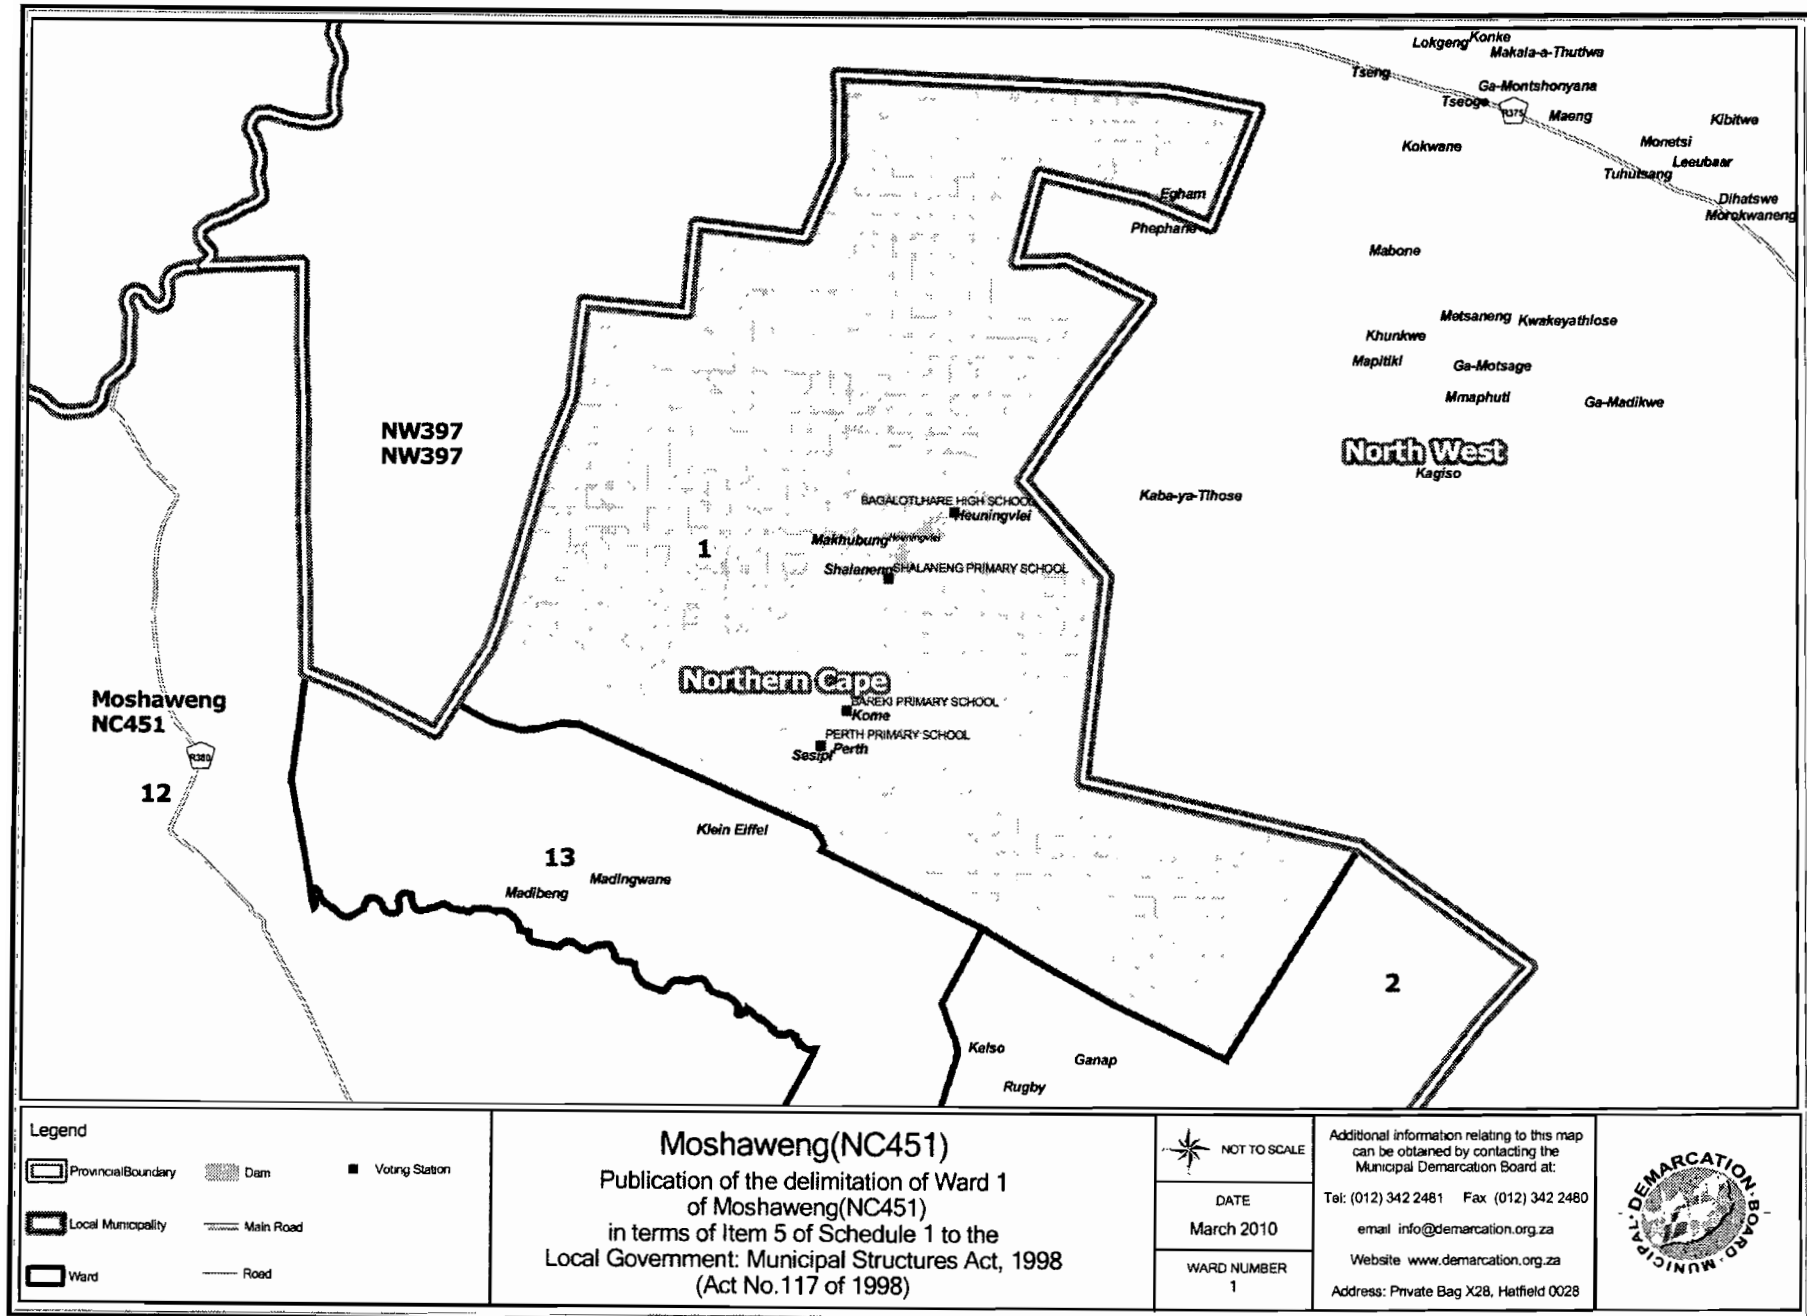 Lokgeng
Konke
Makala-a-Thutlwa
Tseng
Ga-Montshonyana
Tseoge
R375
Maeng
Kibitwe
Kokwane
Monetsi
Leeubaar
Tuhutsang
Dihatswe
Morokwaneng
Egham
Phephane
Mabone
Metsaneng
Kwakeyathlose
Khunkwe
Mapitiki
Ga-Motsage
Mmaphuti
Ga-Madikwe
NW397
NW397
North West
Kagiso
Kaba-ya-Tlhose
BAGALOTLHARE HIGH SCHOOL
Heuningvlei
Makhubung
Heuningvlei
1
Shalaneng
SHALANENG PRIMARY SCHOOL
Northern Cape
BAREKI PRIMARY SCHOOL
Kome
PERTH PRIMARY SCHOOL
Sesipi
Perth
Moshaweng
NC451
R380
12
Klein Eiffel
13
Madibeng
Madingwane
2
Kelso
Ganap
Rugby
Legend
ProvincialBoundary
Dam
Voting Station
Local Municipality
Main Road
Ward
Road
Moshaweng(NC451)
Publication of the delimitation of Ward 1
of Moshaweng(NC451)
in terms of Item 5 of Schedule 1 to the
Local Government: Municipal Structures Act, 1998
(Act No.117 of 1998)
NOT TO SCALE
DATE
March 2010
WARD NUMBER
1
Additional information relating to this map
can be obtained by contacting the
Municipal Demarcation Board at:
Tel: (012) 342 2481 Fax (012) 342 2480
email info@demarcation.org.za
Website www.demarcation.org.za
Address: Private Bag X28, Hatfield 0028
MUNICIPAL · DEMARCATION · BOARD ·